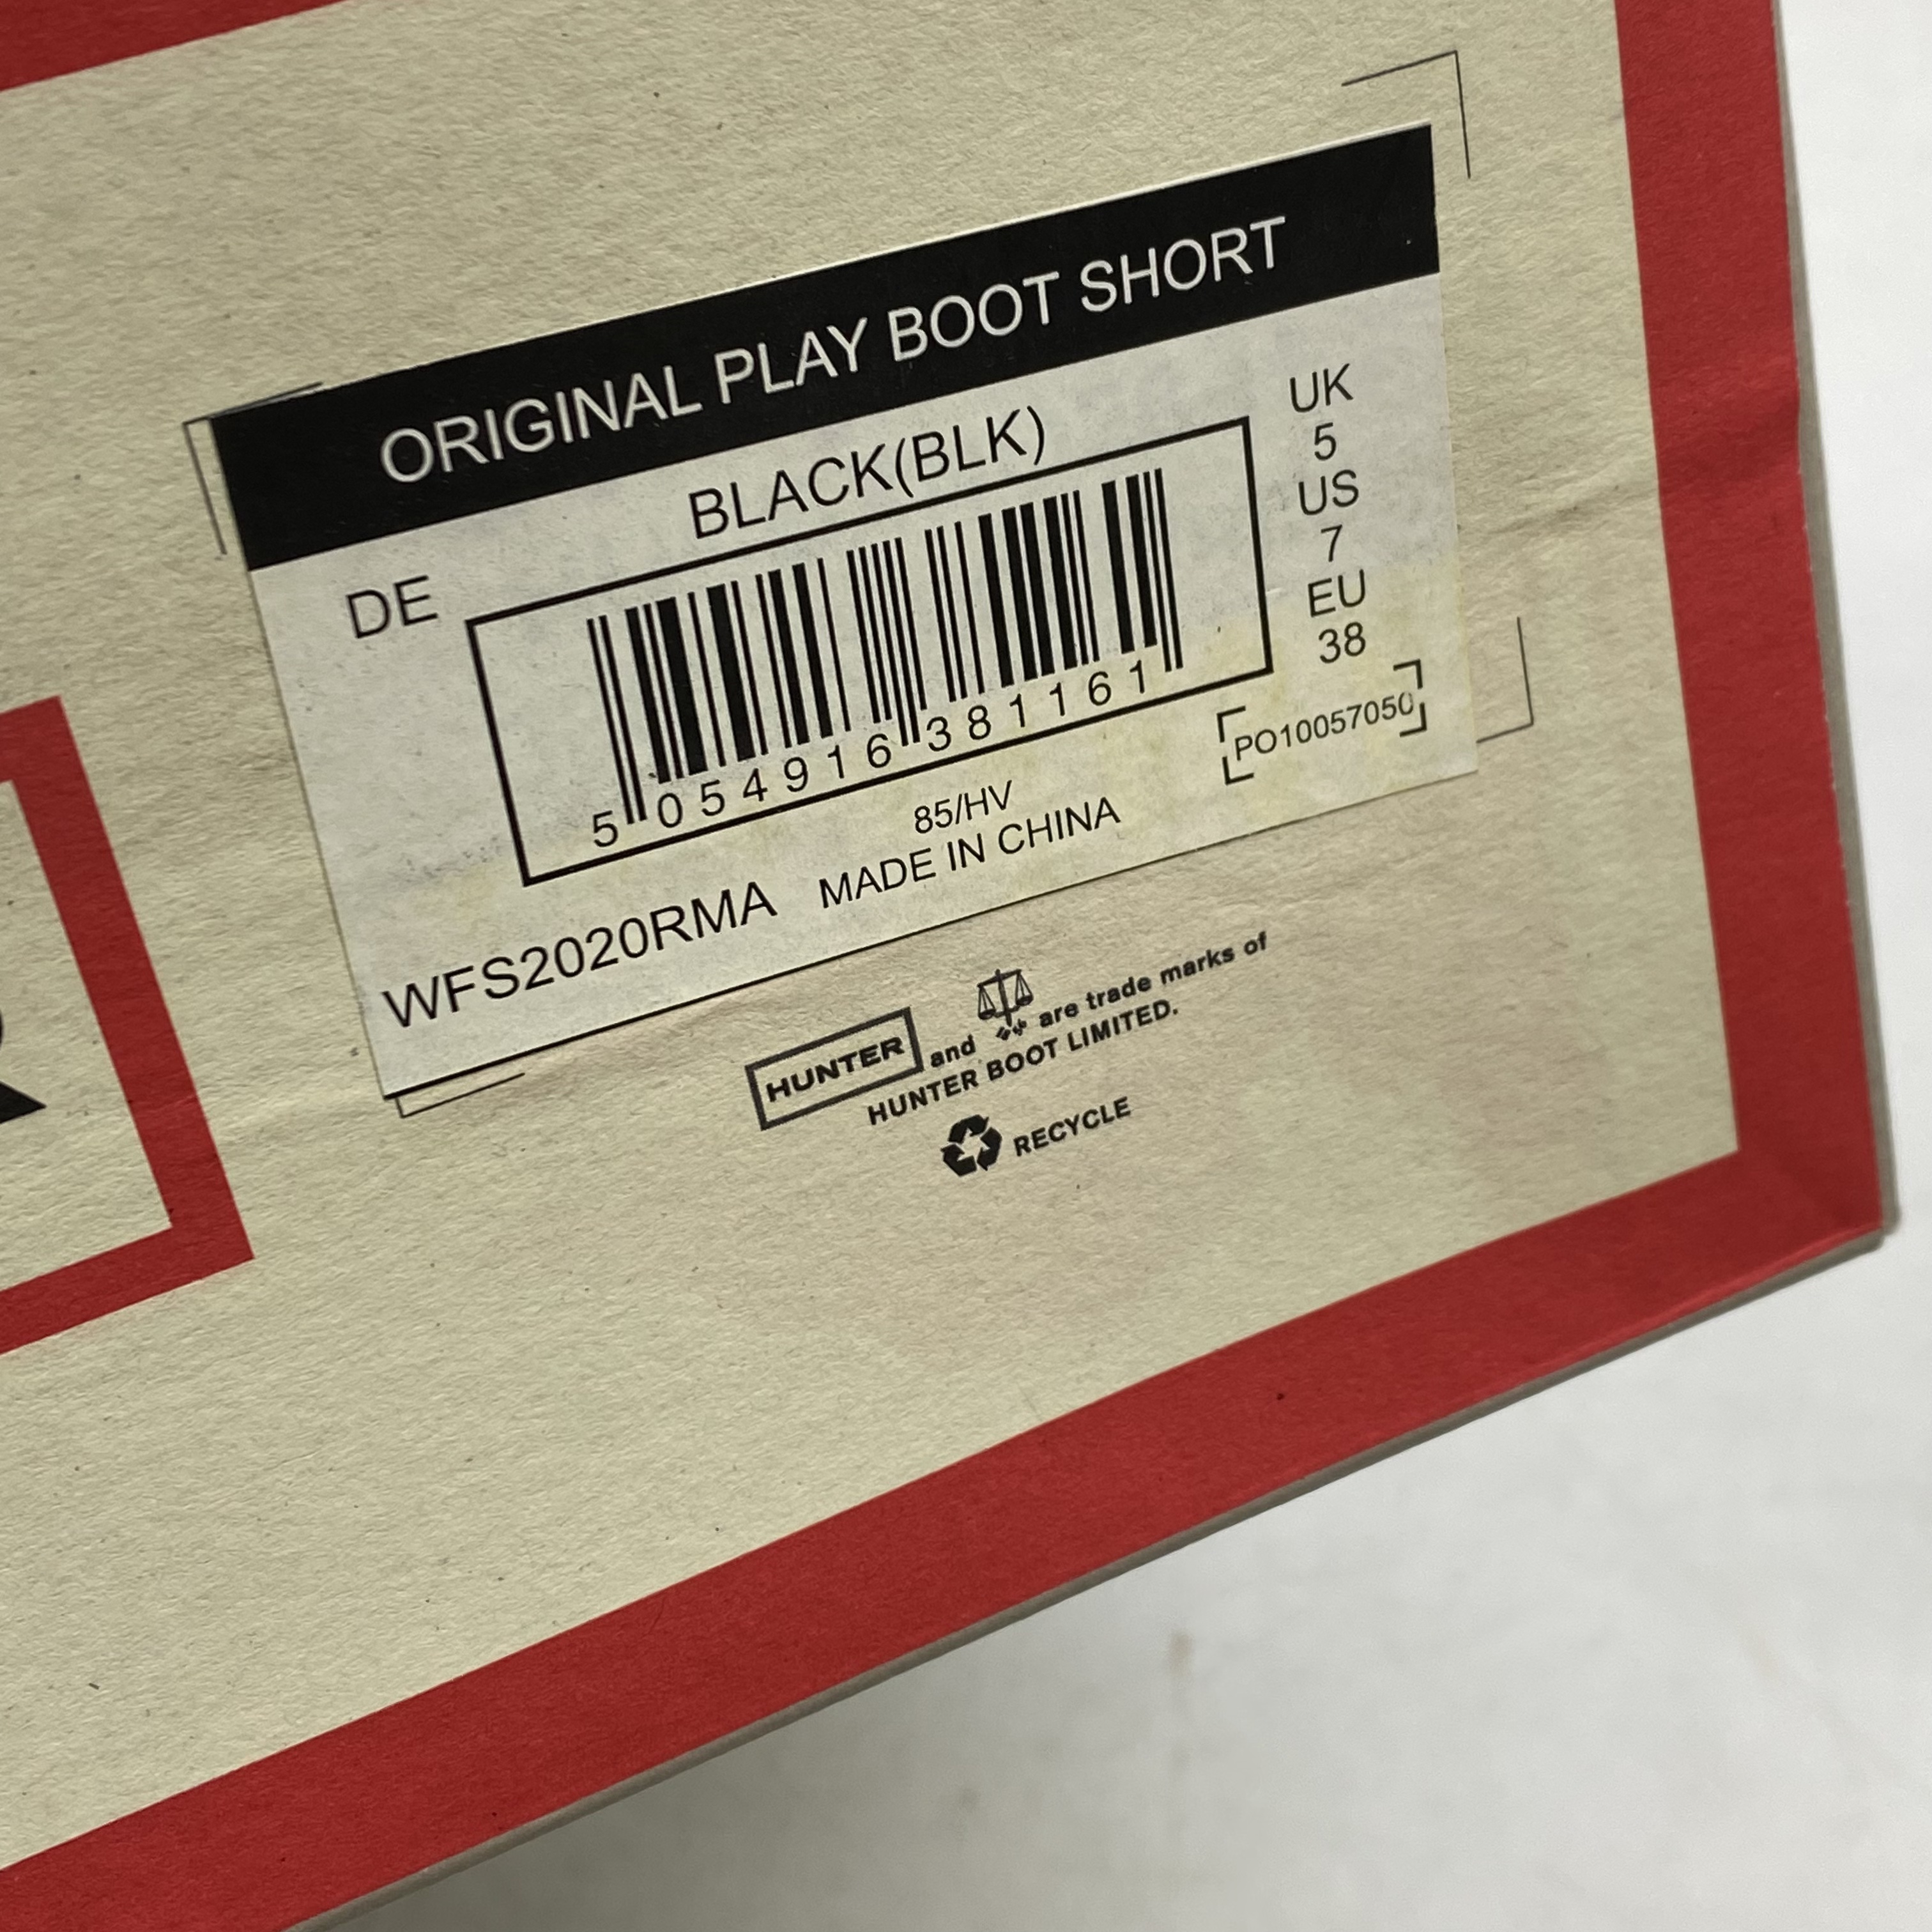 ORIGINAL PLAY BOOT SHORT
BLACK(BLK)
DE
UK
5
US
7
EU
38
5 054916 381161
PO10057050
85/HV
WFS2020RMA MADE IN CHINA
HUNTER and are trade marks of
HUNTER BOOT LIMITED.
RECYCLE